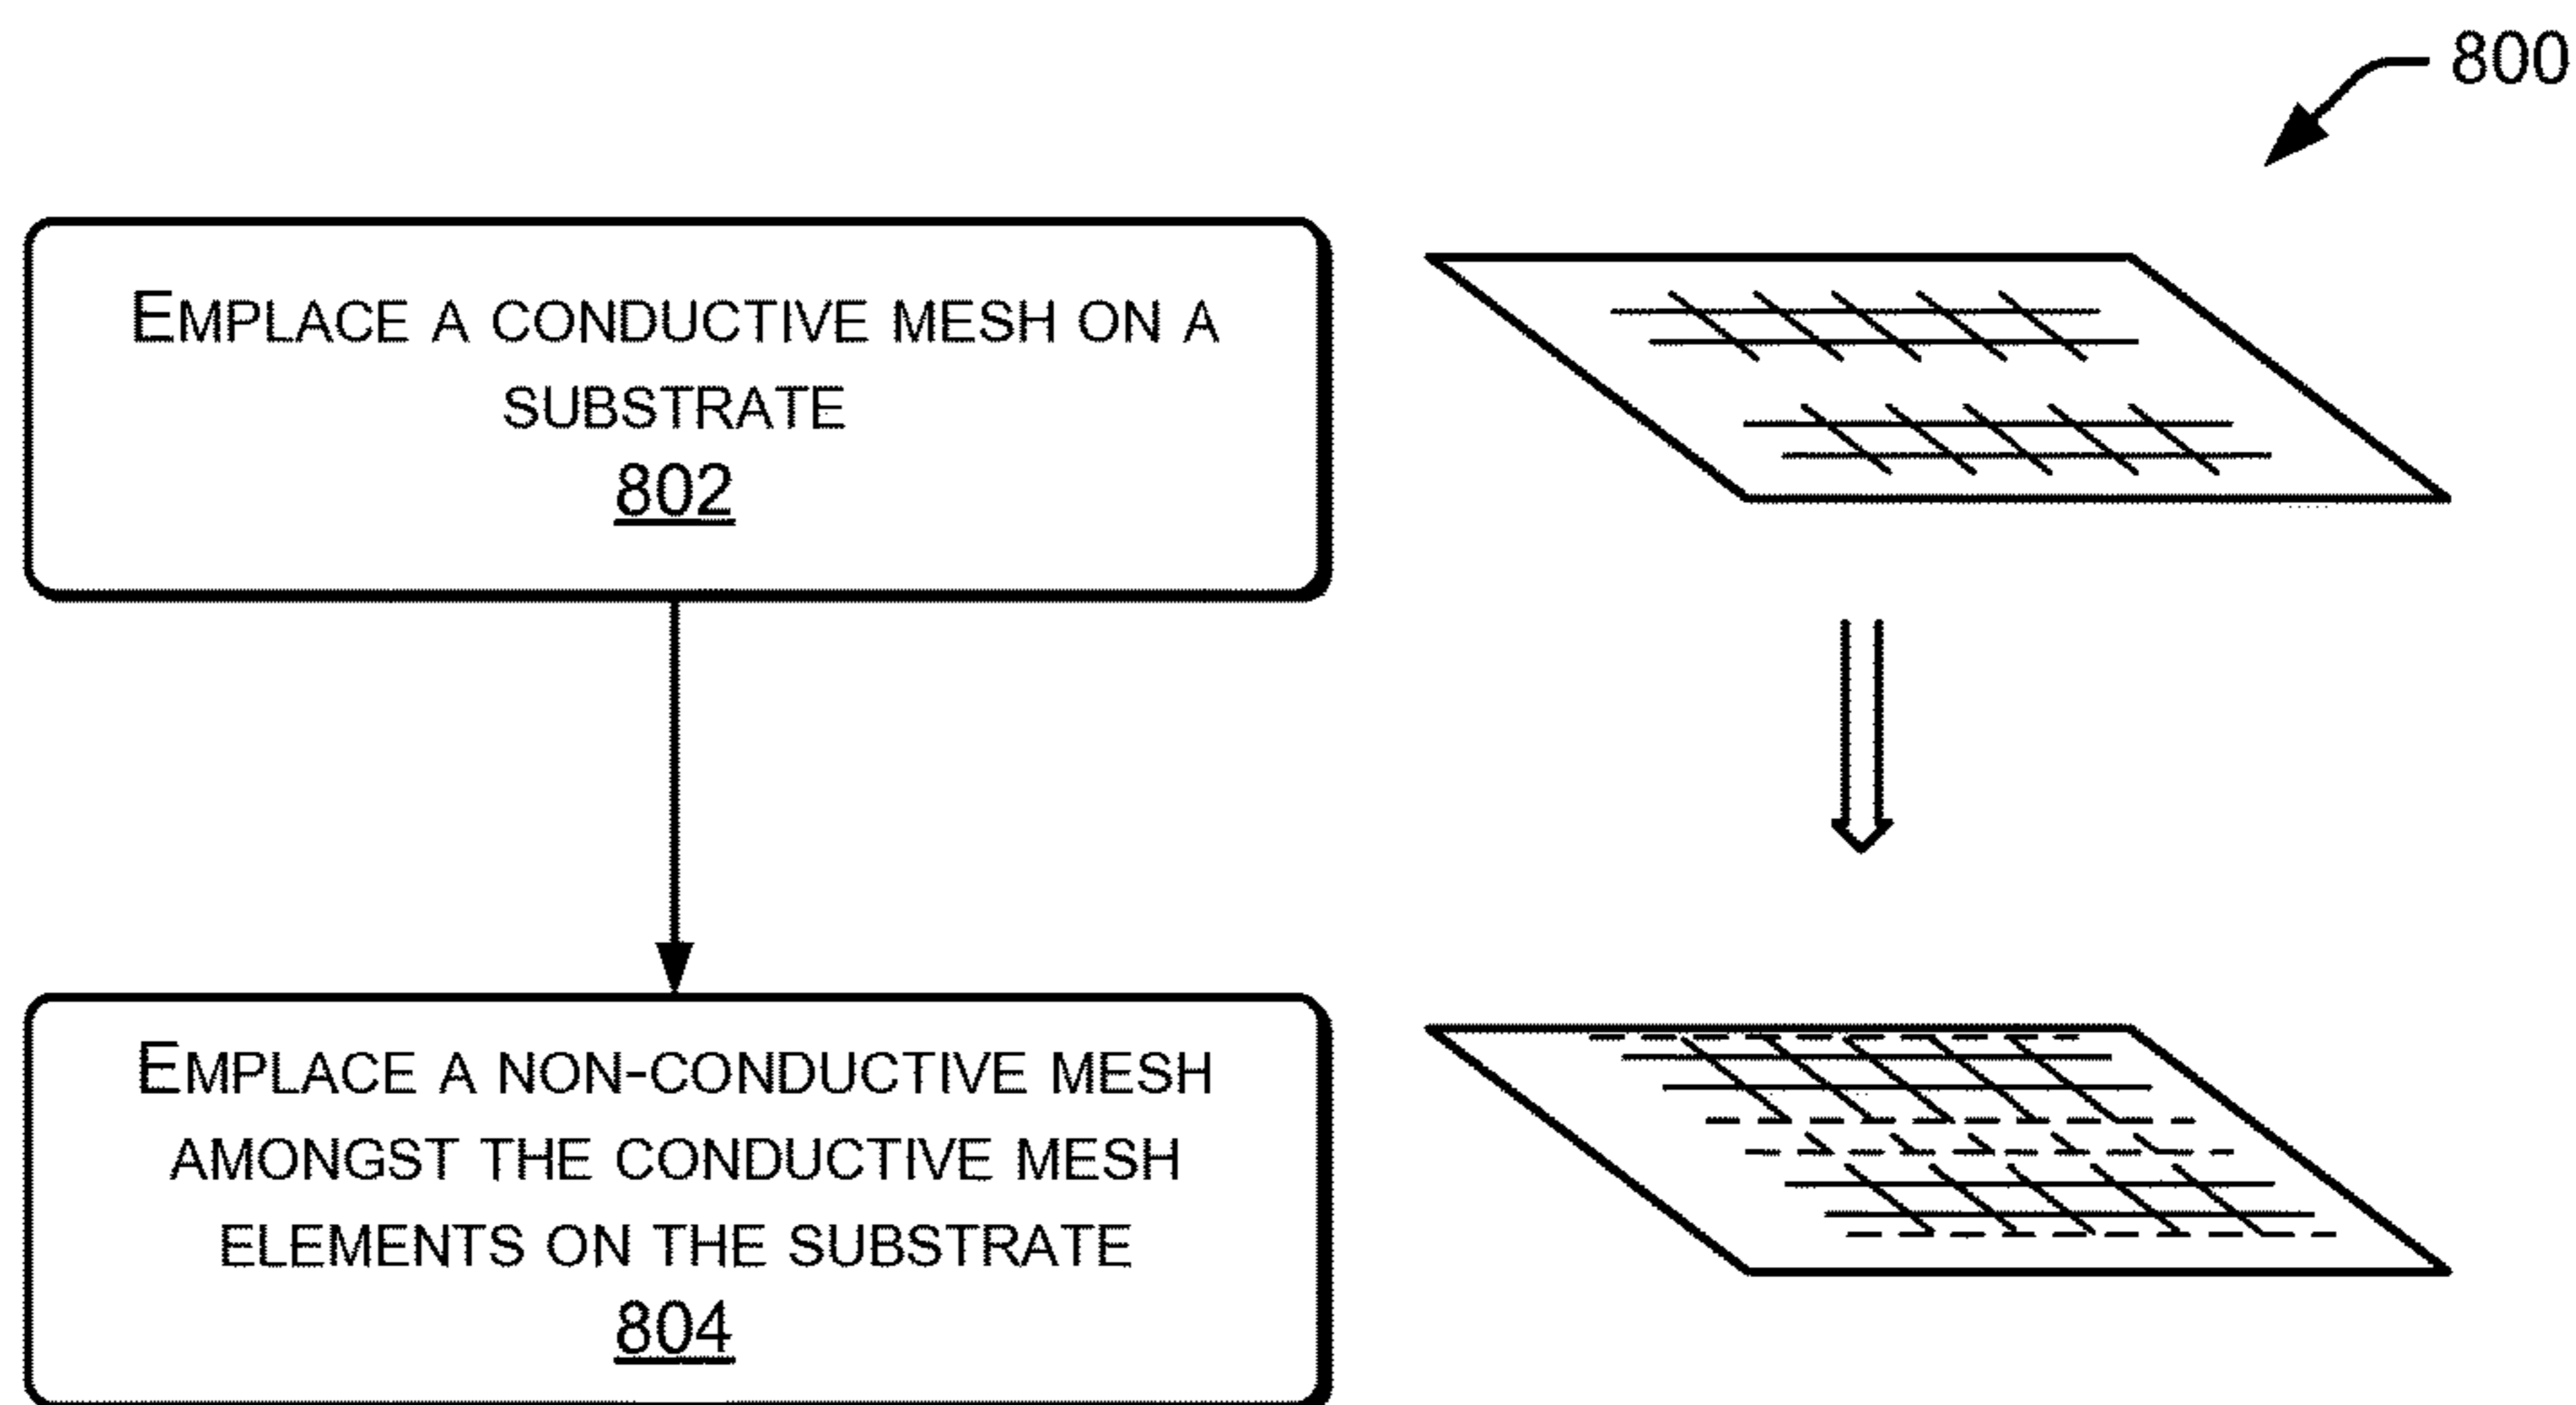 800
EMPLACE A CONDUCTIVE MESH ON A
SUBSTRATE
802
EMPLACE A NON-CONDUCTIVE MESH
AMONGST THE CONDUCTIVE MESH
ELEMENTS ON THE SUBSTRATE
804